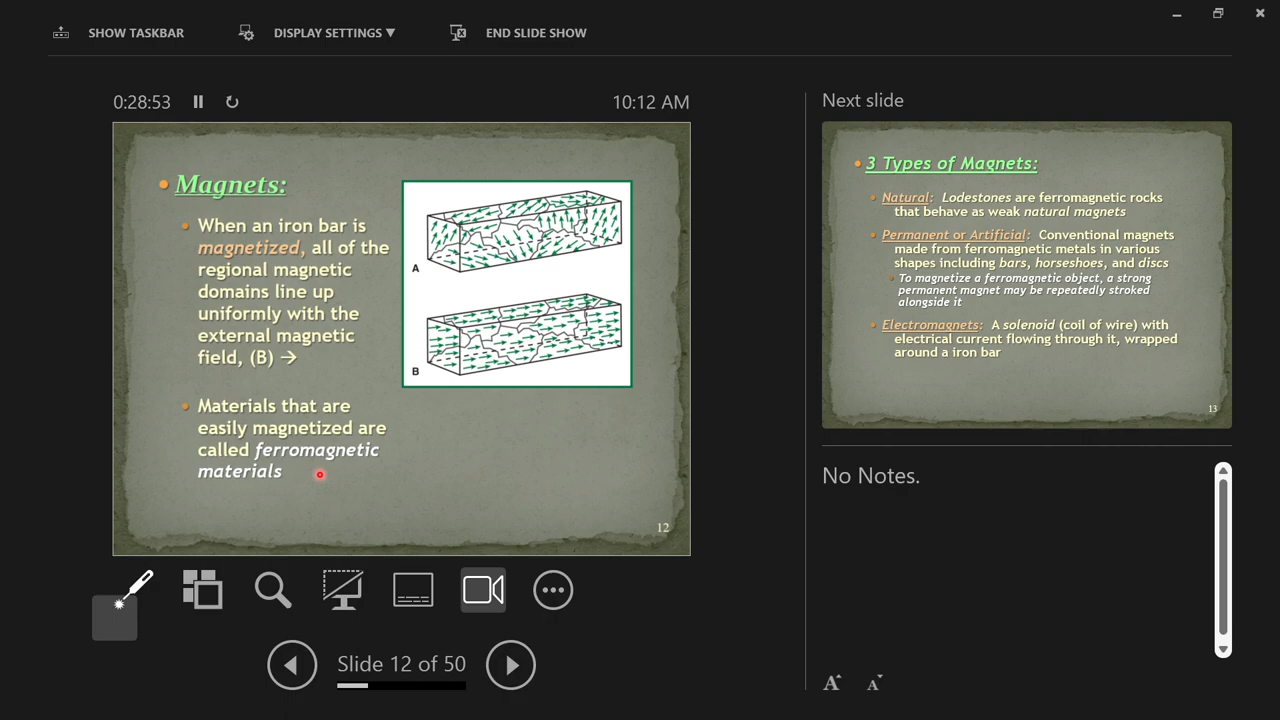 SHOW TASKBAR
DISPLAY SETTINGS ▼
END SLIDE SHOW
0:28:53
10:12 AM
• Magnets:
• When an iron bar is
magnetized, all of the
regional magnetic
domains line up
uniformly with the
external magnetic
field, (B) →
• Materials that are
easily magnetized are
called ferromagnetic
materials
A
B
12
Slide 12 of 50
Next slide
• 3 Types of Magnets:
• Natural: Lodestones are ferromagnetic rocks
that behave as weak natural magnets
• Permanent or Artificial: Conventional magnets
made from ferromagnetic metals in various
shapes including bars, horseshoes, and discs
• To magnetize a ferromagnetic object, a strong
permanent magnet may be repeatedly stroked
alongside it
• Electromagnets: A solenoid (coil of wire) with
electrical current flowing through it, wrapped
around a iron bar
13
No Notes.
A A